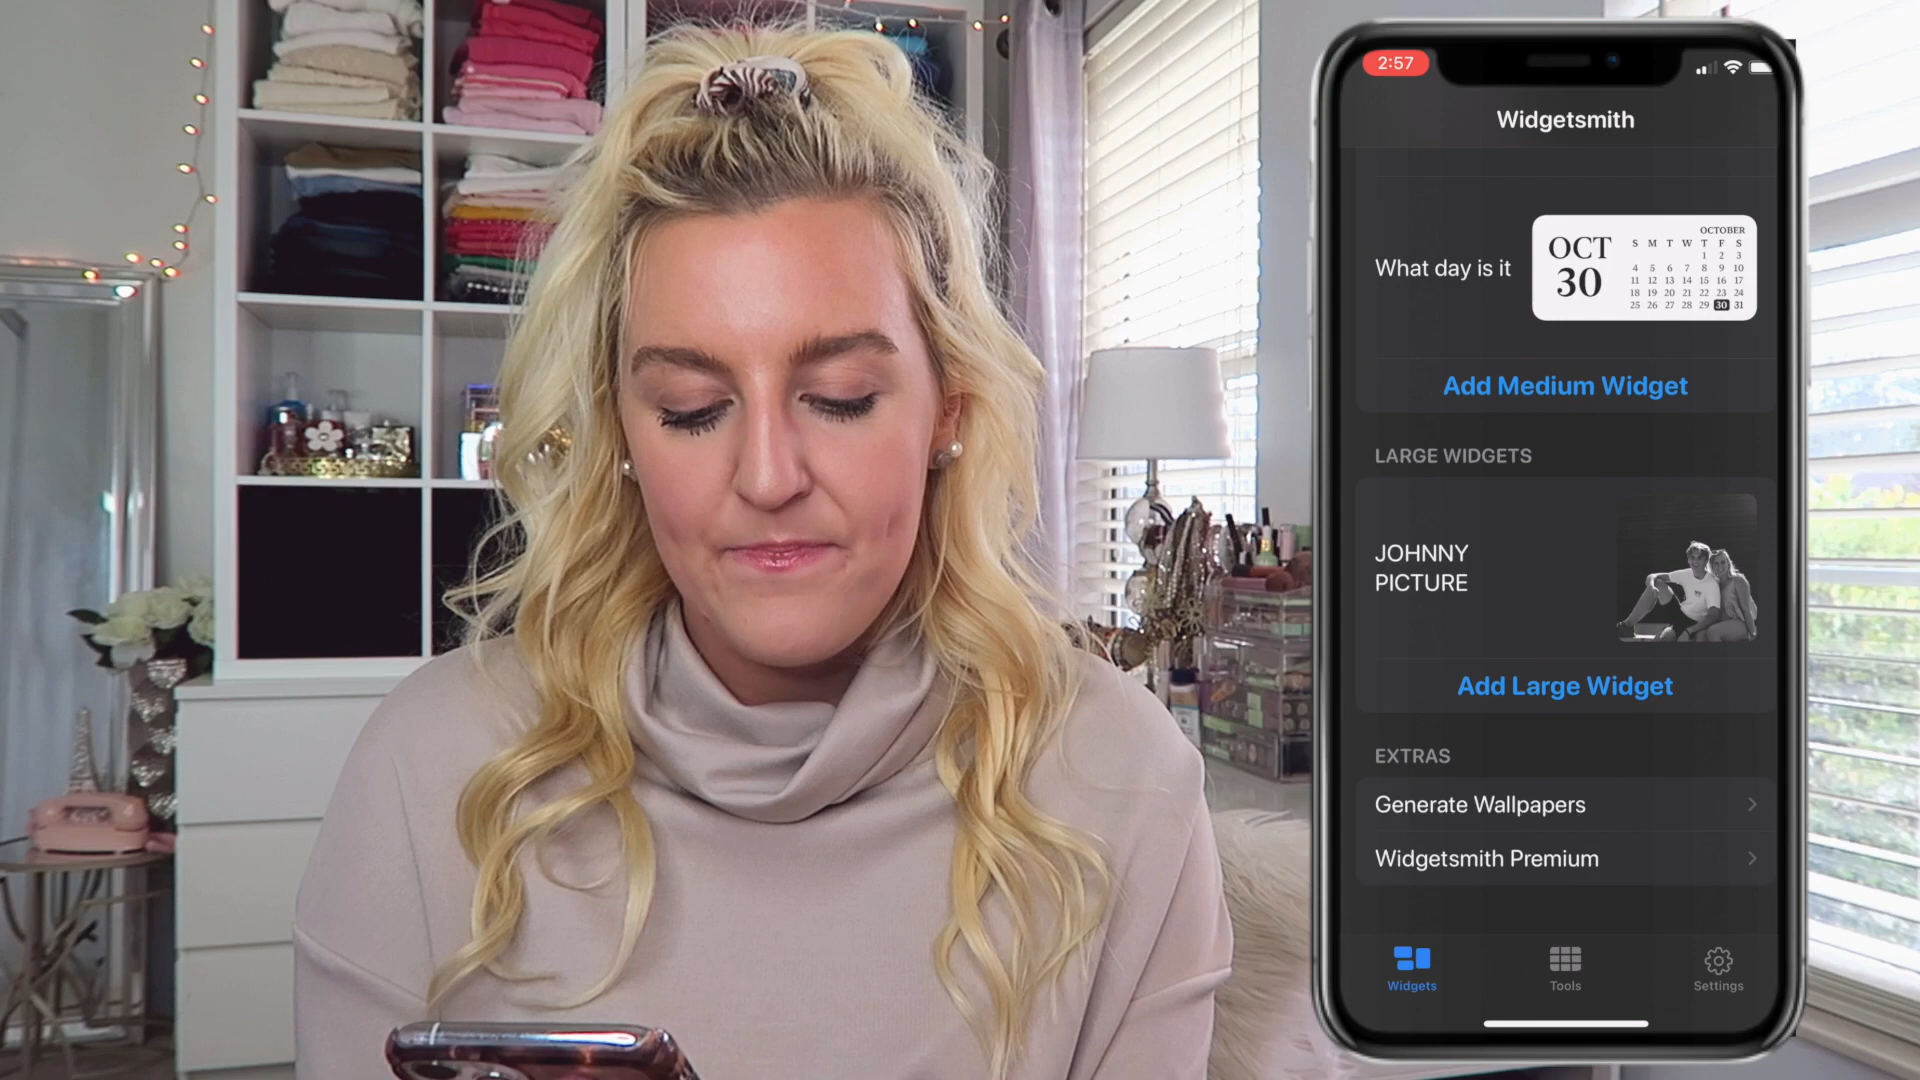 2:57
Widgetsmith
What day is it
OCT
30
OCTOBER
S M T W T F S
1 2 3
4 5 6 7 8 9 10
11 12 13 14 15 16 17
18 19 20 21 22 23 24
25 26 27 28 29 30 31
Add Medium Widget
LARGE WIDGETS
JOHNNY
PICTURE
Add Large Widget
EXTRAS
Generate Wallpapers
Widgetsmith Premium
Widgets
Tools
Settings